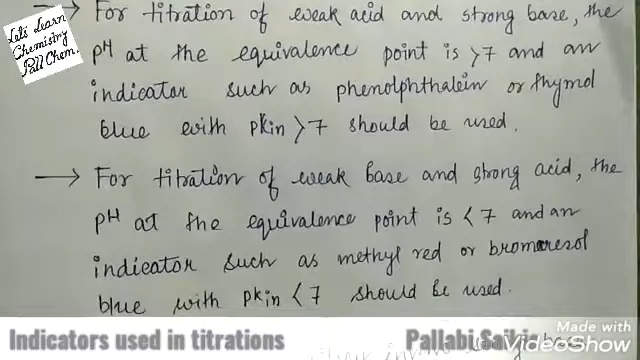 Let's Learn
Chemistry
Pall Chem.
→ For titration of weak acid and strong base, the
pH at the equivalence point is >7 and an
indicator such as phenolphthalein or thymol
blue with pkin >7 should be used.
→ For titration of weak base and strong acid, the
pH at the equivalence point is <7 and an
indicator such as methyl red or bromocresol
blue with pkin <7 should be used.
Indicators used in titrations
Pallabi Saikia
Made with
VideoShow